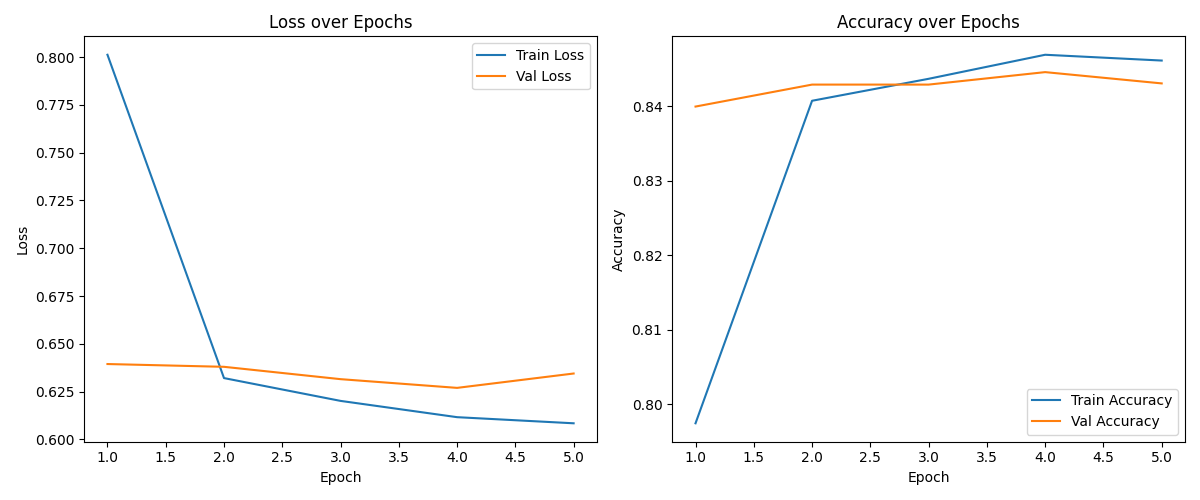 Loss over Epochs
Loss
0.800
0.775
0.750
0.725
0.700
0.675
0.650
0.625
0.600
Train Loss
Val Loss
1.0 1.5 2.0 2.5 3.0 3.5 4.0 4.5 5.0
Epoch
Accuracy over Epochs
Accuracy
0.84
0.83
0.82
0.81
0.80
Train Accuracy
Val Accuracy
1.0 1.5 2.0 2.5 3.0 3.5 4.0 4.5 5.0
Epoch